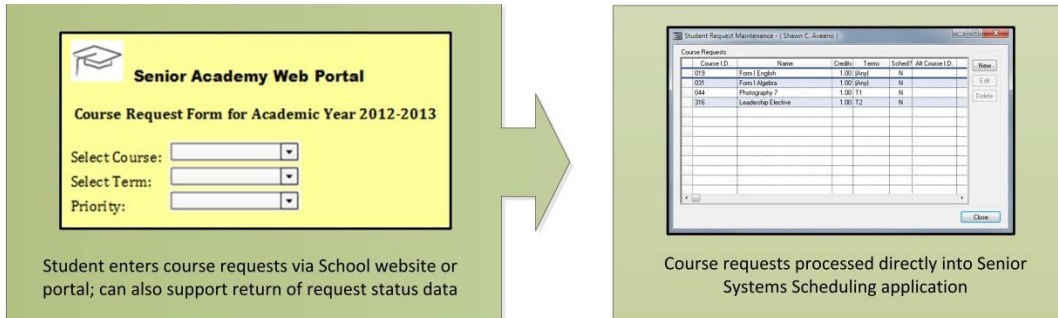 Senior Academy Web Portal
Course Request Form for Academic Year 2012-2013
Select Course:
Select Term:
Priority:
Student enters course requests via School website or
portal; can also support return of request status data
Student Request Maintenance - ( Shawn C. Aveeno )
Course Requests
Course I.D. Name Credits Terms Sched? Alt Course I.D.
019 Form I English 1.00 (Any) N
031 Form I Algebra 1.00 (Any) N
044 Photography 7 1.00 T1 N
316 Leadership Elective 1.00 T2 N
New
Edit
Delete
Close
Course requests processed directly into Senior
Systems Scheduling application